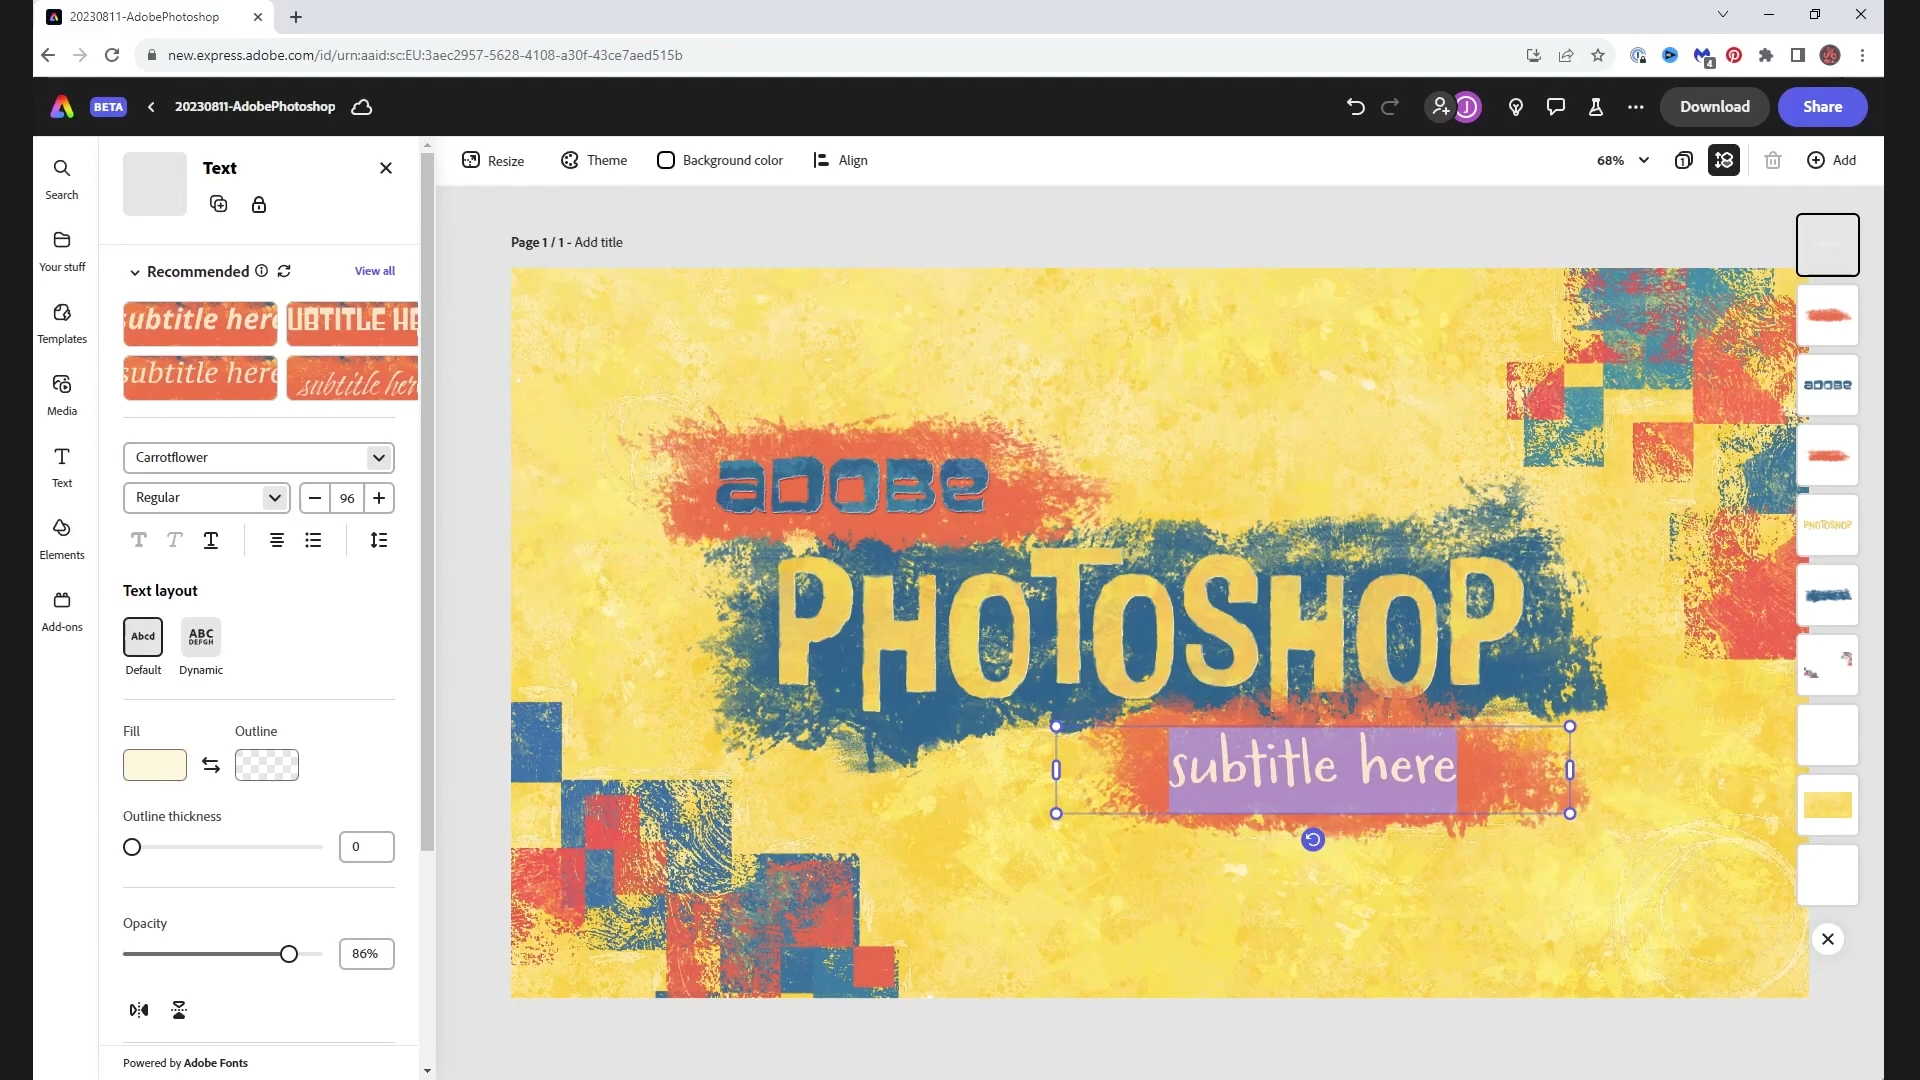 20230811-AdobePhotoshop
new.express.adobe.com/id/urn:aaid:sc:EU:3aec2957-5628-4108-a30f-43ce7aed515b
4
BETA
20230811-AdobePhotoshop
J
Download
Share
Search
Your stuff
Templates
Media
Text
Elements
Add-ons
Text
Recommended
View all
subtitle here
UBTITLE HE
subtitle here
subtitle her
Carrotflower
Regular
96
Text layout
Abcd
ABC
DEFGH
Default
Dynamic
Fill
Outline
Outline thickness
0
Opacity
86%
Powered by Adobe Fonts
Resize
Theme
Background color
Align
68%
1
Add
Page 1 / 1 - Add title
aDOBe
PHOTOSHOP
subtitle here
aDOBe
PHOTOSHOP